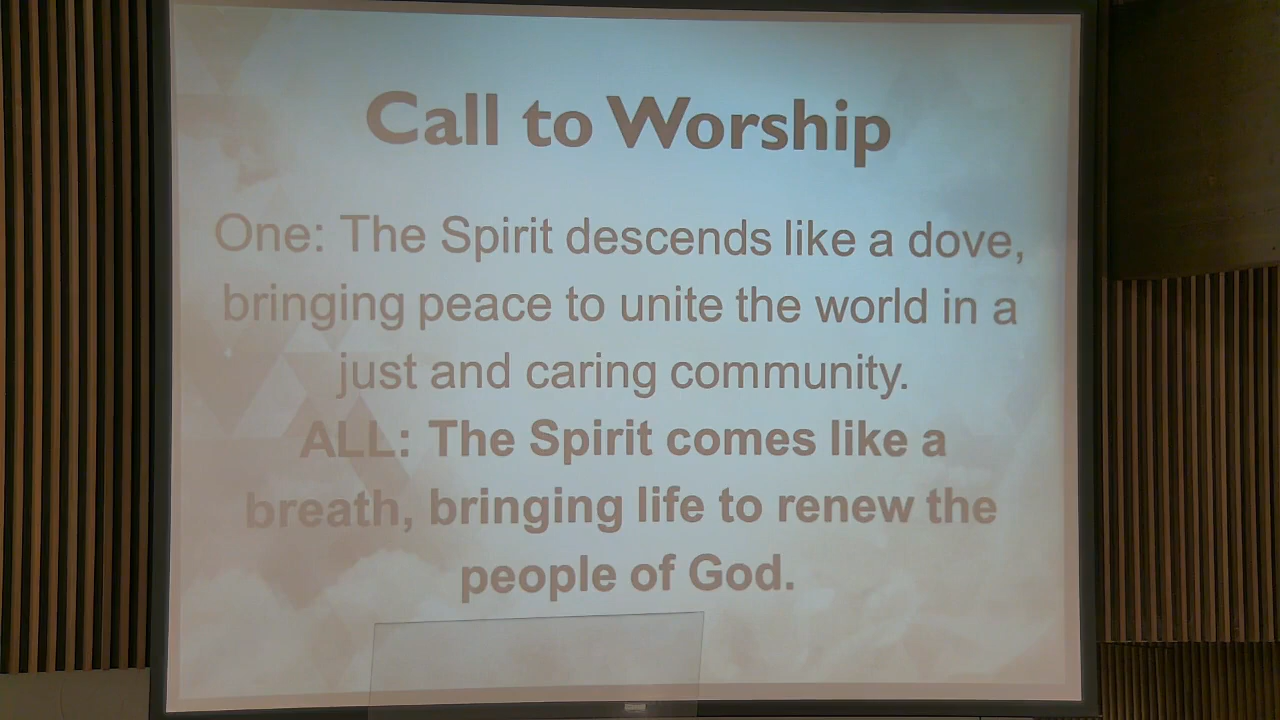 Call to Worship
One: The Spirit descends like a dove,
bringing peace to unite the world in a
just and caring community.
ALL: The Spirit comes like a
breath, bringing life to renew the
people of God.